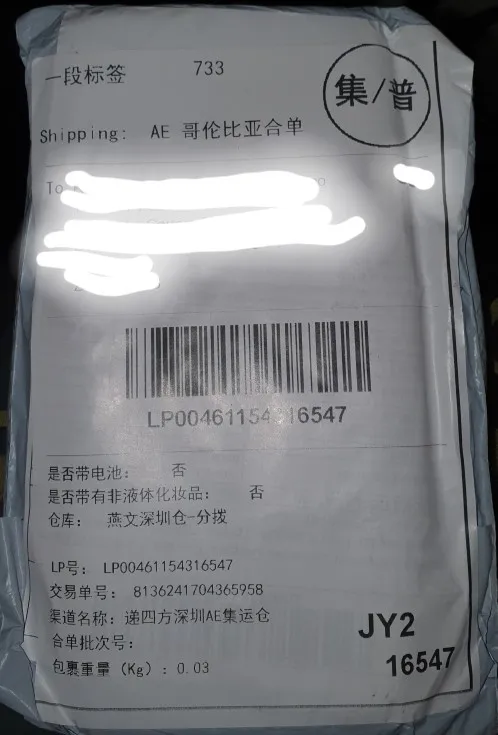 一段标签 733
集/普
Shipping: AE 哥伦比亚合单
To
LP00461154316547
是否带电池: 否
是否带有非液体化妆品: 否
仓库: 燕文深圳仓-分拨
LP号: LP00461154316547
交易单号: 8136241704365958
渠道名称: 递四方深圳AE集运仓
合单批次号:
包裹重量 (Kg): 0.03
JY2
16547